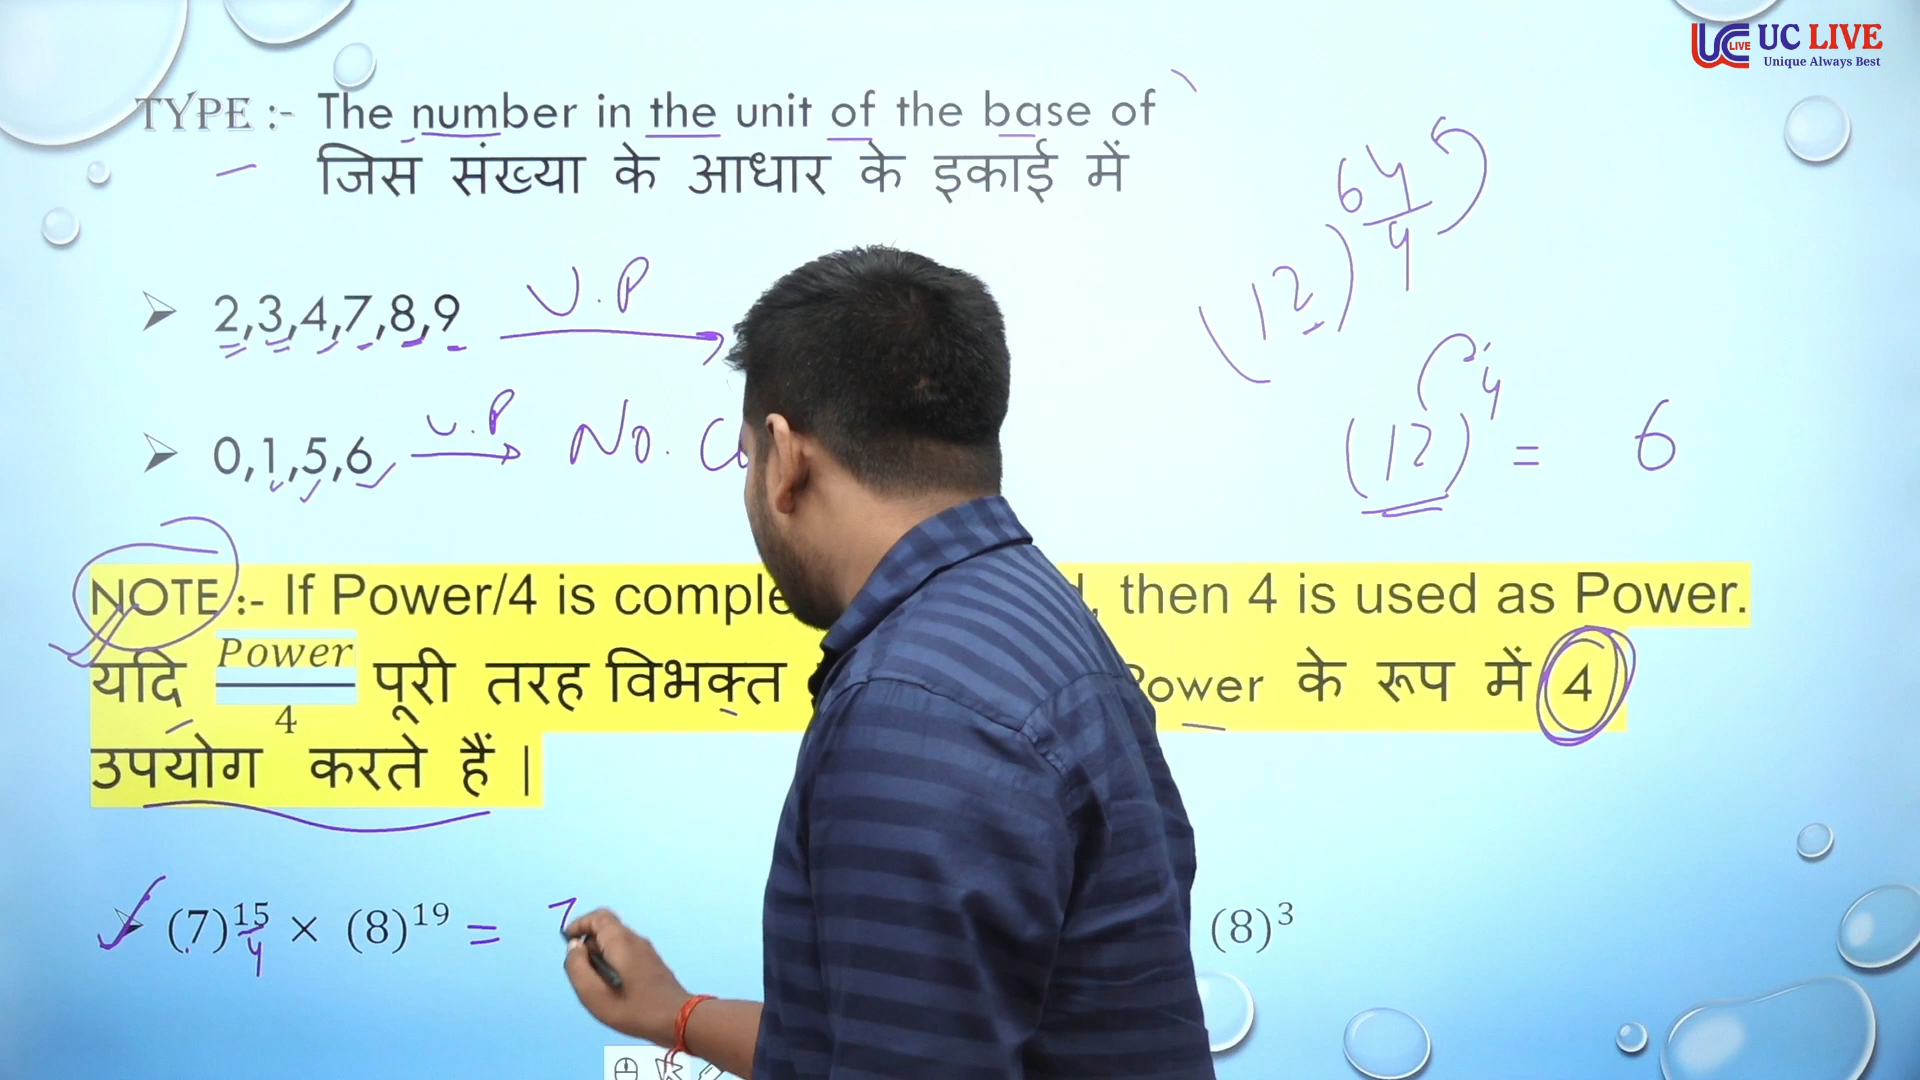 UC LIVE
LIVE
Unique Always Best
TYPE :- The number in the unit of the base of
जिस संख्या के आधार के इकाई में
2,3,4,7,8,9 U.P
0,1,5,6 U.P No.
(12)^64/4
(12)^4 = 6
NOTE :- If Power/4 is then 4 is used as Power.
यदि Power/4 पूरी तरह विभक्त Power के रूप में 4
उपयोग करते हैं |
(7)^15/4 × (8)^19 = 7 (8)^3